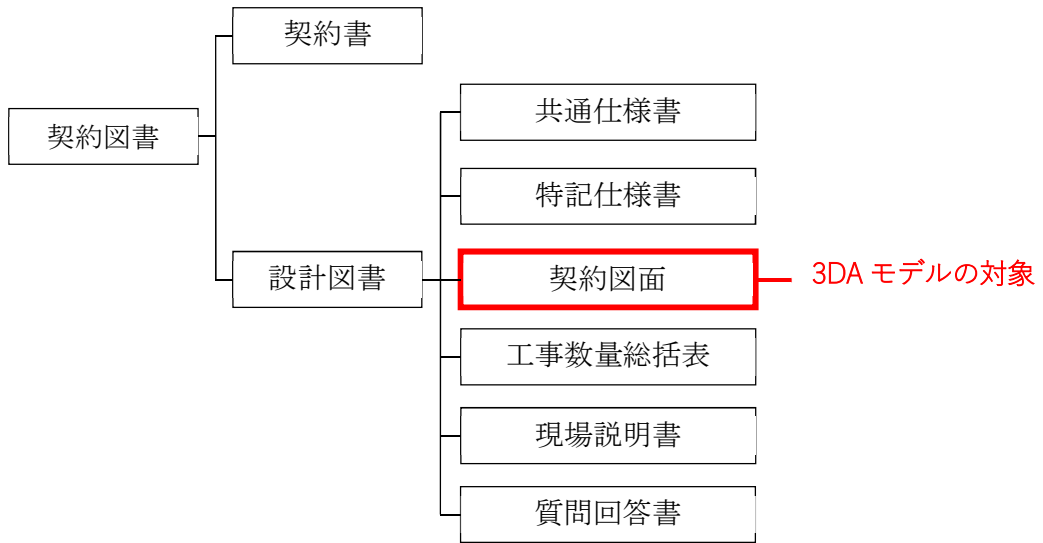 契約書
共通仕様書
契約図書
特記仕様書
設計図書
契約図面
3DA モデルの対象
工事数量総括表
現場説明書
質問回答書